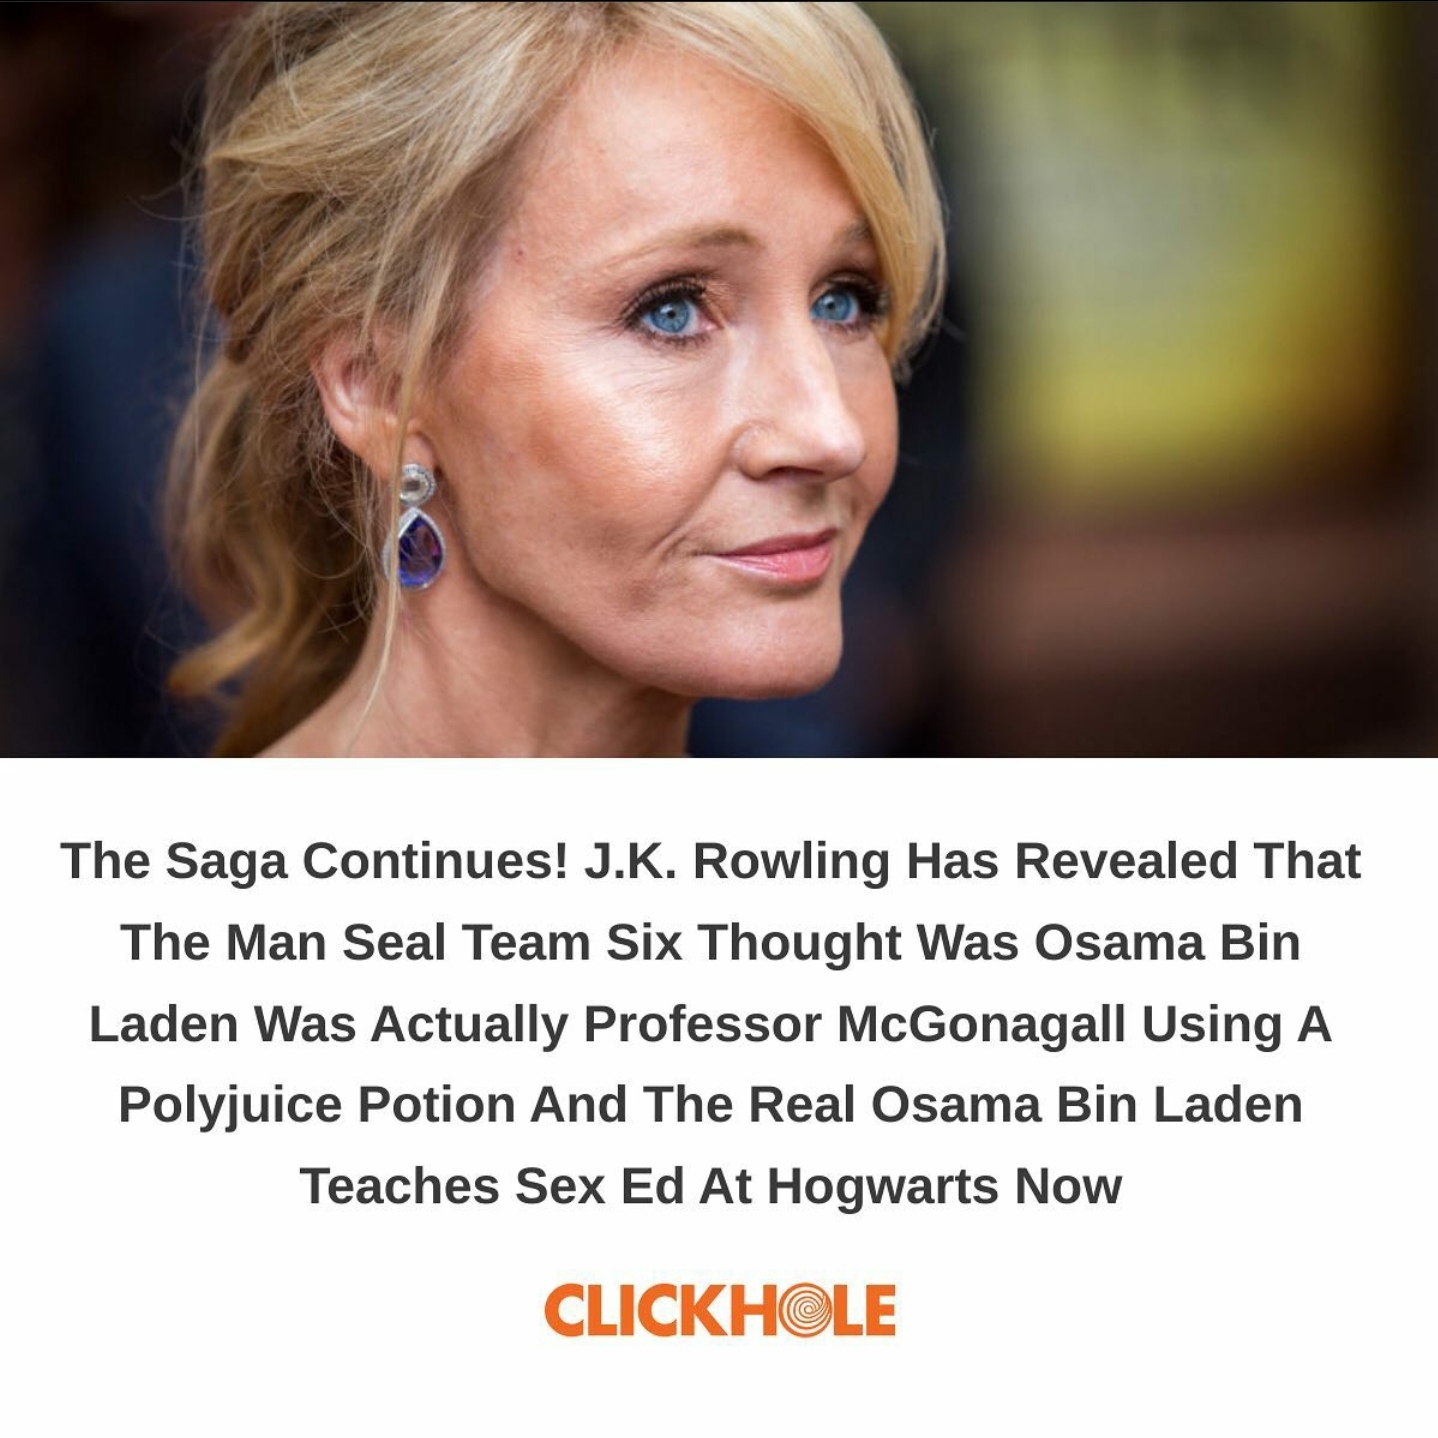 The Saga Continues! J.K. Rowling Has Revealed That
The Man Seal Team Six Thought Was Osama Bin
Laden Was Actually Professor McGonagall Using A
Polyjuice Potion And The Real Osama Bin Laden
Teaches Sex Ed At Hogwarts Now
CLICKHOLE